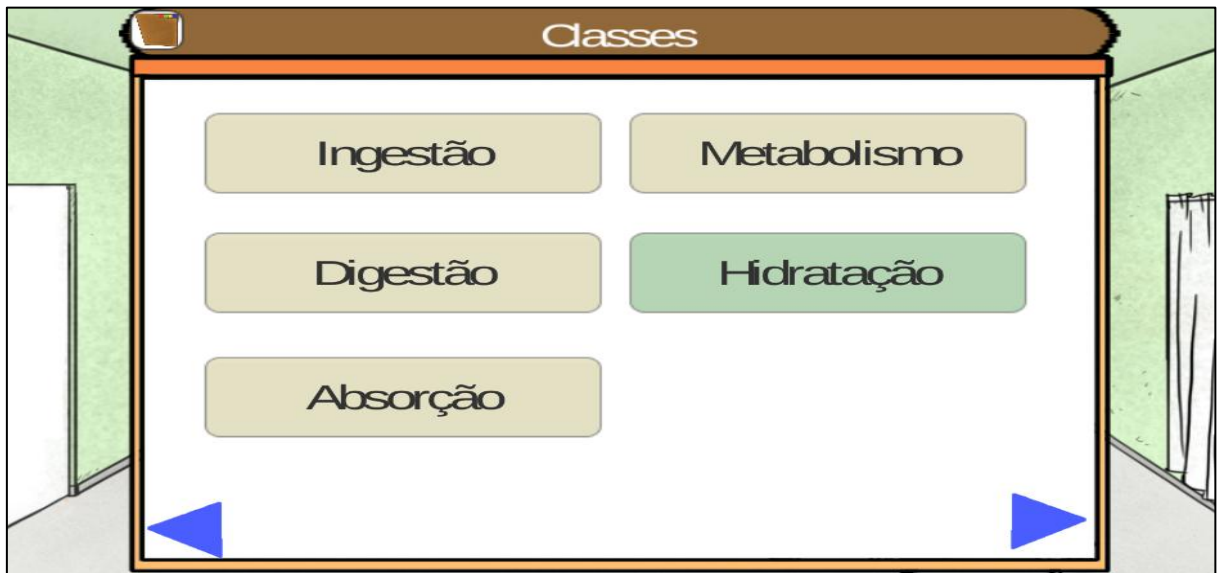 Classes
Ingestão
Metabolismo
Digestão
Hidratação
Absorção